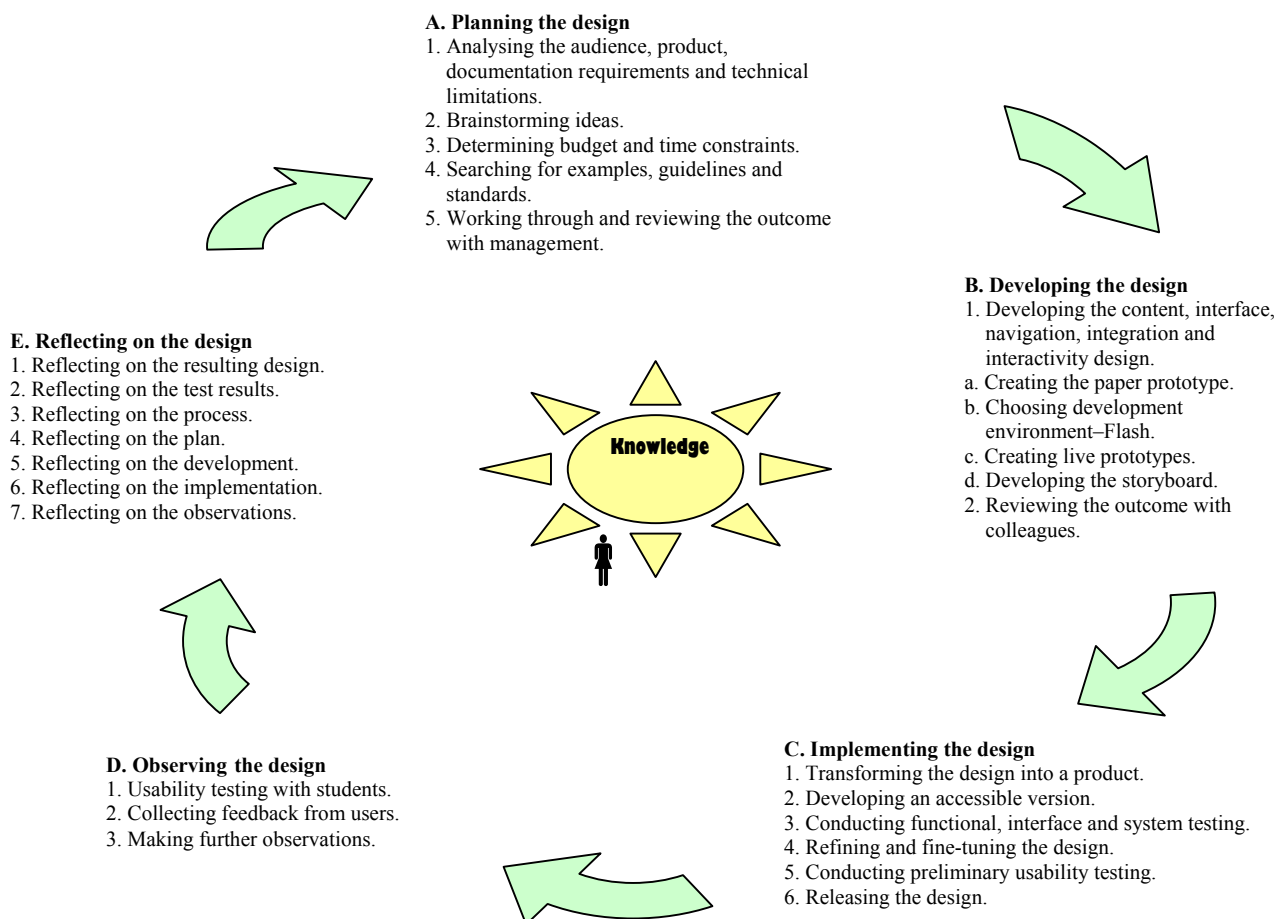 A. Planning the design
1. Analysing the audience, product,
documentation requirements and technical
limitations.
2. Brainstorming ideas.
3. Determining budget and time constraints.
4. Searching for examples, guidelines and
standards.
5. Working through and reviewing the outcome
with management.
B. Developing the design
1. Developing the content, interface,
navigation, integration and
interactivity design.
a. Creating the paper prototype.
b. Choosing development
environment–Flash.
c. Creating live prototypes.
d. Developing the storyboard.
2. Reviewing the outcome with
colleagues.
C. Implementing the design
1. Transforming the design into a product.
2. Developing an accessible version.
3. Conducting functional, interface and system testing.
4. Refining and fine-tuning the design.
5. Conducting preliminary usability testing.
6. Releasing the design.
D. Observing the design
1. Usability testing with students.
2. Collecting feedback from users.
3. Making further observations.
E. Reflecting on the design
1. Reflecting on the resulting design.
2. Reflecting on the test results.
3. Reflecting on the process.
4. Reflecting on the plan.
5. Reflecting on the development.
6. Reflecting on the implementation.
7. Reflecting on the observations.
Knowledge